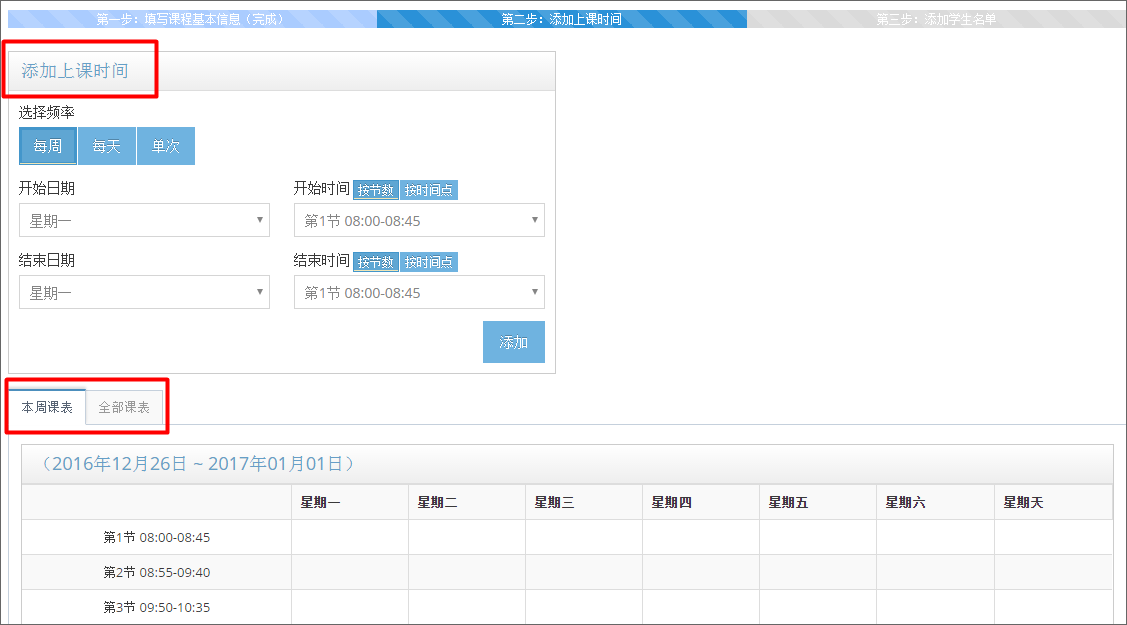 第一步：填写课程基本信息（完成） 第二步：添加上课时间 第三步：添加学生名单
添加上课时间
选择频率
每周 每天 单次
开始日期 开始时间 按节数 按时间点
星期一 第1节 08:00-08:45
结束日期 结束时间 按节数 按时间点
星期一 第1节 08:00-08:45
添加
本周课表 全部课表
（2016年12月26日 ~ 2017年01月01日）
星期一 星期二 星期三 星期四 星期五 星期六 星期天
第1节 08:00-08:45
第2节 08:55-09:40
第3节 09:50-10:35